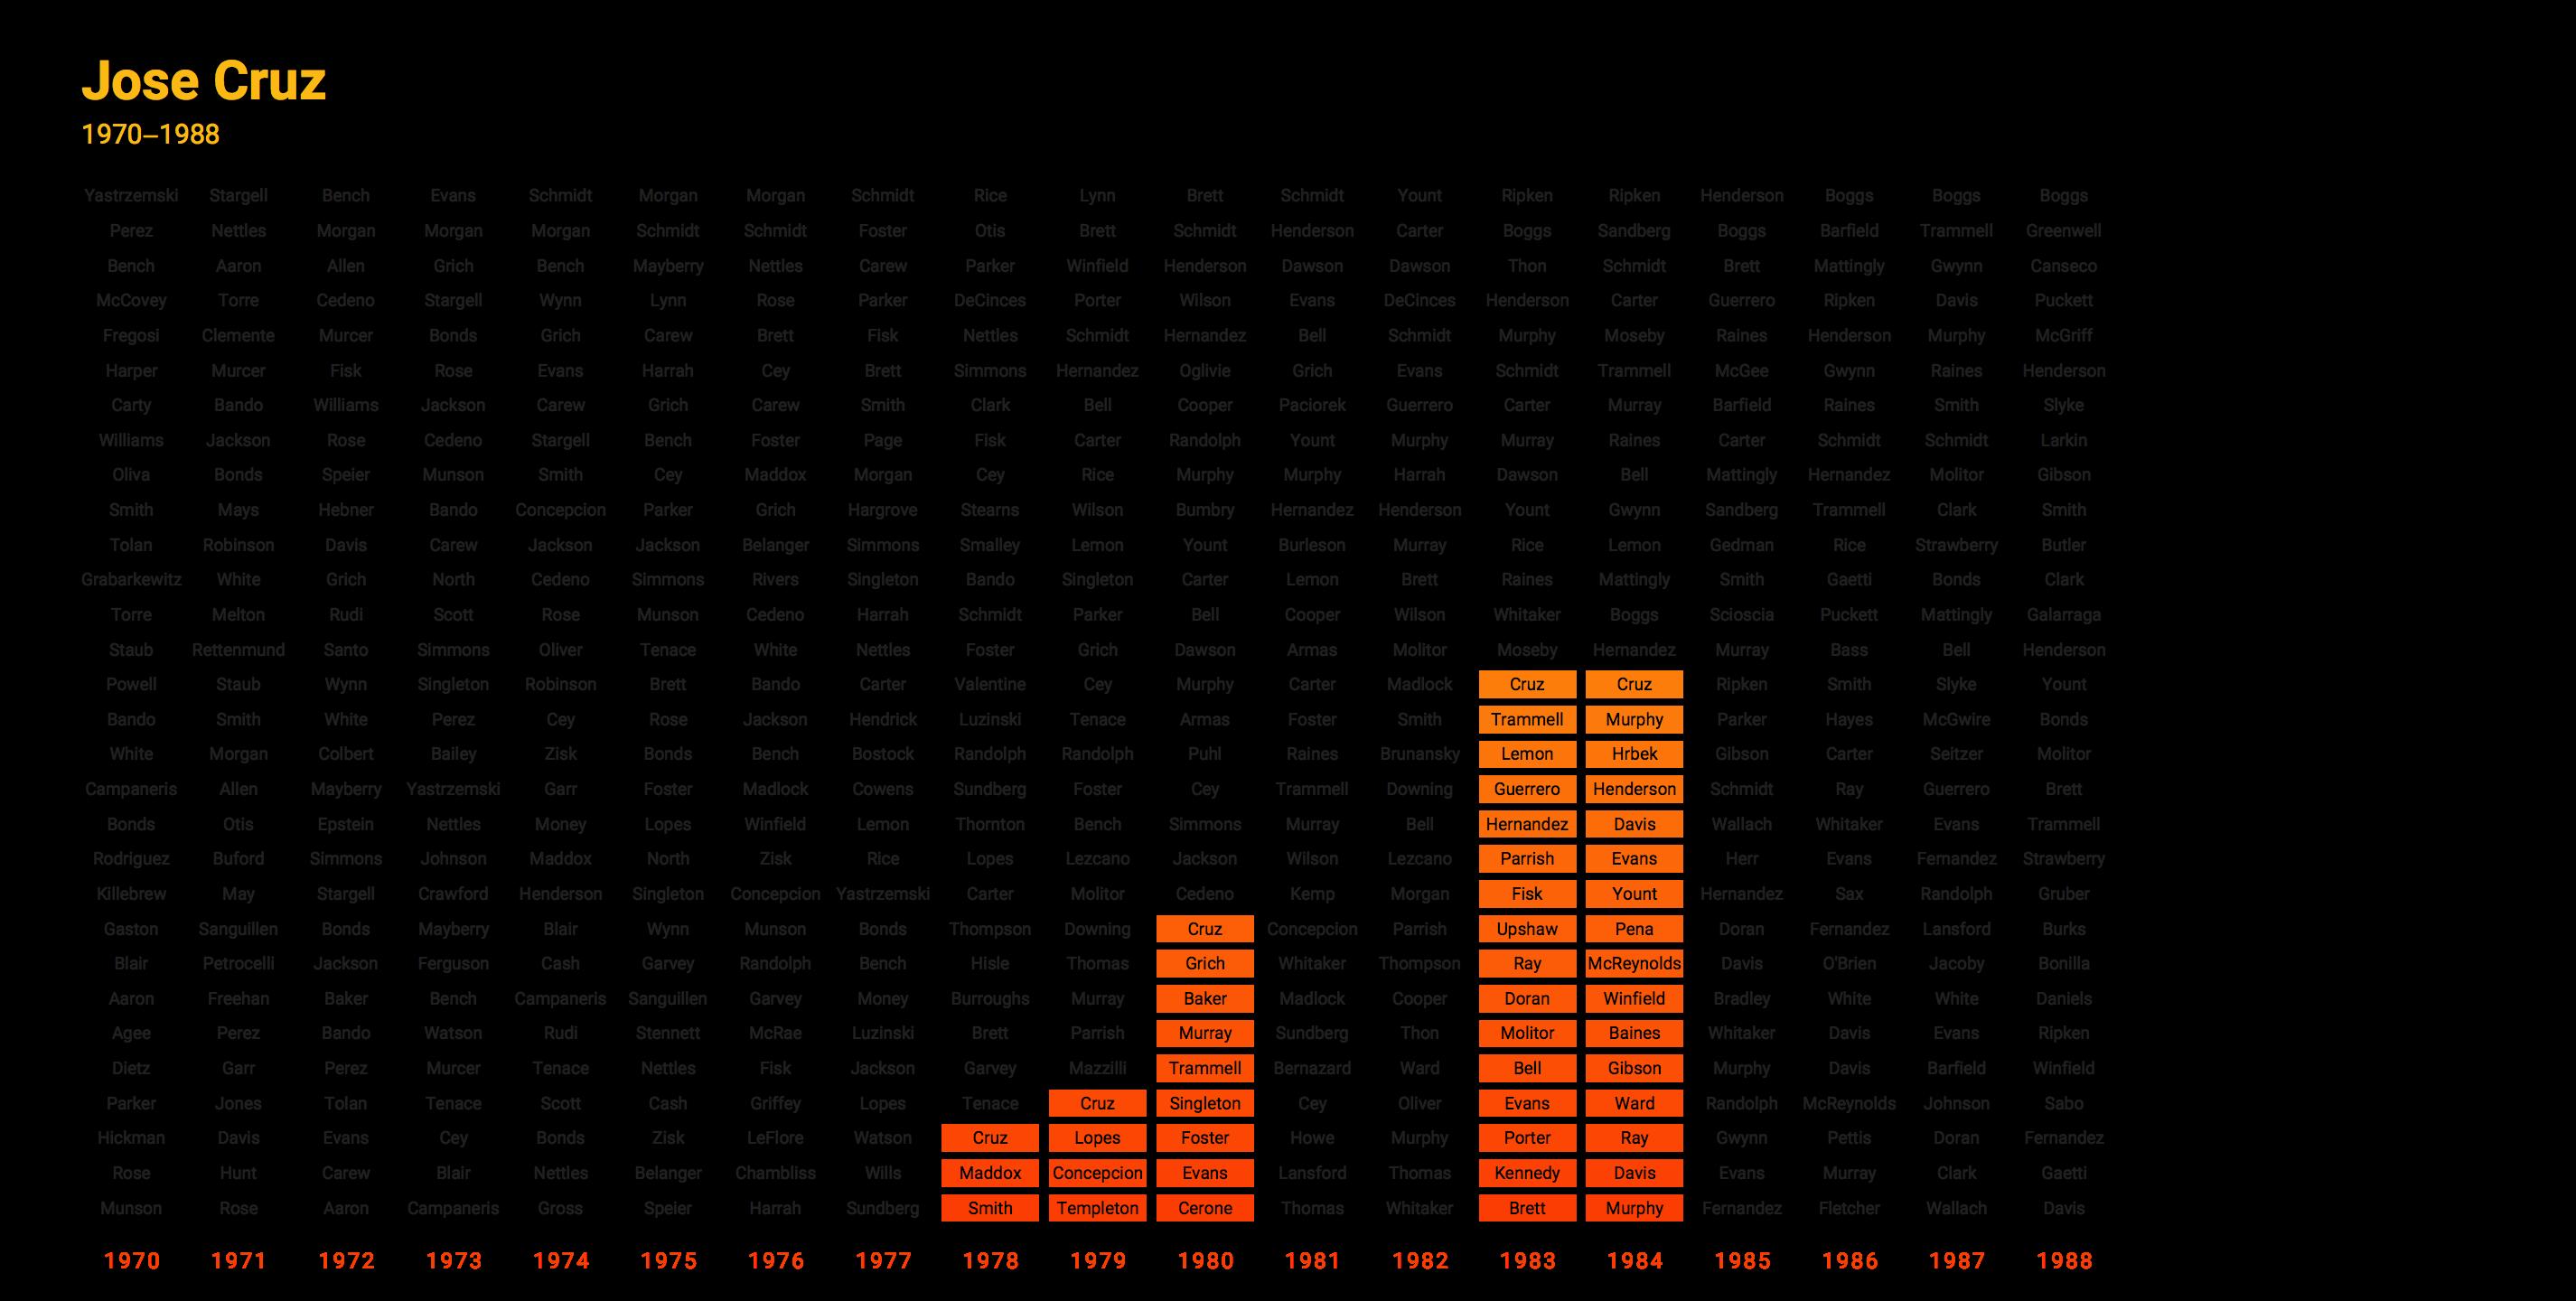 Jose Cruz
1970–1988
Yastrzemski Stargell Bench Evans Schmidt Morgan Morgan Schmidt Rice Lynn Brett Schmidt Yount Ripken Ripken Henderson Boggs Boggs Boggs
Perez Nettles Morgan Morgan Morgan Schmidt Schmidt Foster Otis Brett Schmidt Henderson Carter Boggs Sandberg Boggs Barfield Trammell Greenwell
Bench Aaron Allen Grich Bench Mayberry Nettles Carew Parker Winfield Henderson Dawson Dawson Thon Schmidt Brett Mattingly Gwynn Canseco
McCovey Torre Cedeno Stargell Wynn Lynn Rose Parker DeCinces Porter Wilson Evans DeCinces Henderson Carter Guerrero Ripken Davis Puckett
Fregosi Clemente Murcer Bonds Grich Carew Brett Fisk Nettles Schmidt Hernandez Bell Schmidt Murphy Moseby Raines Henderson Murphy McGriff
Harper Murcer Fisk Rose Evans Harrah Cey Brett Simmons Hernandez Oglivie Grich Evans Schmidt Trammell McGee Gwynn Raines Henderson
Carty Bando Williams Jackson Carew Grich Carew Smith Clark Bell Cooper Paciorek Guerrero Carter Murray Barfield Raines Smith Slyke
Williams Jackson Rose Cedeno Stargell Bench Foster Page Fisk Carter Randolph Yount Murphy Murray Raines Carter Schmidt Schmidt Larkin
Oliva Bonds Speier Munson Smith Cey Maddox Morgan Cey Rice Murphy Murphy Harrah Dawson Bell Mattingly Hernandez Molitor Gibson
Smith Mays Hebner Bando Concepcion Parker Grich Hargrove Stearns Wilson Bumbry Hernandez Henderson Yount Gwynn Sandberg Trammell Clark Smith
Tolan Robinson Davis Carew Jackson Jackson Belanger Simmons Smalley Lemon Yount Burleson Murray Rice Lemon Gedman Rice Strawberry Butler
Grabarkewitz White Grich North Cedeno Simmons Rivers Singleton Bando Singleton Carter Lemon Brett Raines Mattingly Smith Gaetti Bonds Clark
Torre Melton Rudi Scott Rose Munson Cedeno Harrah Schmidt Parker Bell Cooper Wilson Whitaker Boggs Scioscia Puckett Mattingly Galarraga
Staub Rettenmund Santo Simmons Oliver Tenace White Nettles Foster Grich Dawson Armas Molitor Moseby Hernandez Murray Bass Bell Henderson
Powell Staub Wynn Singleton Robinson Brett Bando Carter Valentine Cey Murphy Carter Madlock Cruz Cruz Ripken Smith Slyke Yount
Bando Smith White Perez Cey Rose Jackson Hendrick Luzinski Tenace Armas Foster Smith Trammell Murphy Parker Hayes McGwire Bonds
White Morgan Colbert Bailey Zisk Bonds Bench Bostock Randolph Randolph Puhl Raines Brunansky Lemon Hrbek Gibson Carter Seitzer Molitor
Campaneris Allen Mayberry Yastrzemski Garr Foster Madlock Cowens Sundberg Foster Cey Trammell Downing Guerrero Henderson Schmidt Ray Guerrero Brett
Bonds Otis Epstein Nettles Money Lopes Winfield Lemon Thornton Bench Simmons Murray Bell Hernandez Davis Wallach Whitaker Evans Trammell
Rodriguez Buford Simmons Johnson Maddox North Zisk Rice Lopes Lezcano Jackson Wilson Lezcano Parrish Evans Herr Evans Fernandez Strawberry
Killebrew May Stargell Crawford Henderson Singleton Concepcion Yastrzemski Carter Molitor Cedeno Kemp Morgan Fisk Yount Hernandez Sax Randolph Gruber
Gaston Sanguillen Bonds Mayberry Blair Wynn Munson Bonds Thompson Downing Cruz Concepcion Parrish Upshaw Pena Doran Fernandez Lansford Burks
Blair Petrocelli Jackson Ferguson Cash Garvey Randolph Bench Hisle Thomas Grich Whitaker Thompson Ray McReynolds Davis O'Brien Jacoby Bonilla
Aaron Freehan Baker Bench Campaneris Sanguillen Garvey Money Burroughs Murray Baker Madlock Cooper Doran Winfield Bradley White White Daniels
Agee Perez Bando Watson Rudi Stennett McRae Luzinski Brett Parrish Murray Sundberg Thon Molitor Baines Whitaker Davis Evans Ripken
Dietz Garr Perez Murcer Tenace Nettles Fisk Jackson Garvey Mazzilli Trammell Bernazard Ward Bell Gibson Murphy Davis Barfield Winfield
Parker Jones Tolan Tenace Scott Cash Griffey Lopes Tenace Cruz Singleton Cey Oliver Evans Ward Randolph McReynolds Johnson Sabo
Hickman Davis Evans Cey Bonds Zisk LeFlore Watson Cruz Lopes Foster Howe Murphy Porter Ray Gwynn Pettis Doran Fernandez
Rose Hunt Carew Blair Nettles Belanger Chambliss Wills Maddox Concepcion Evans Lansford Thomas Kennedy Davis Evans Murray Clark Gaetti
Munson Rose Aaron Campaneris Gross Speier Harrah Sundberg Smith Templeton Cerone Thomas Whitaker Brett Murphy Fernandez Fletcher Wallach Davis
1970 1971 1972 1973 1974 1975 1976 1977 1978 1979 1980 1981 1982 1983 1984 1985 1986 1987 1988